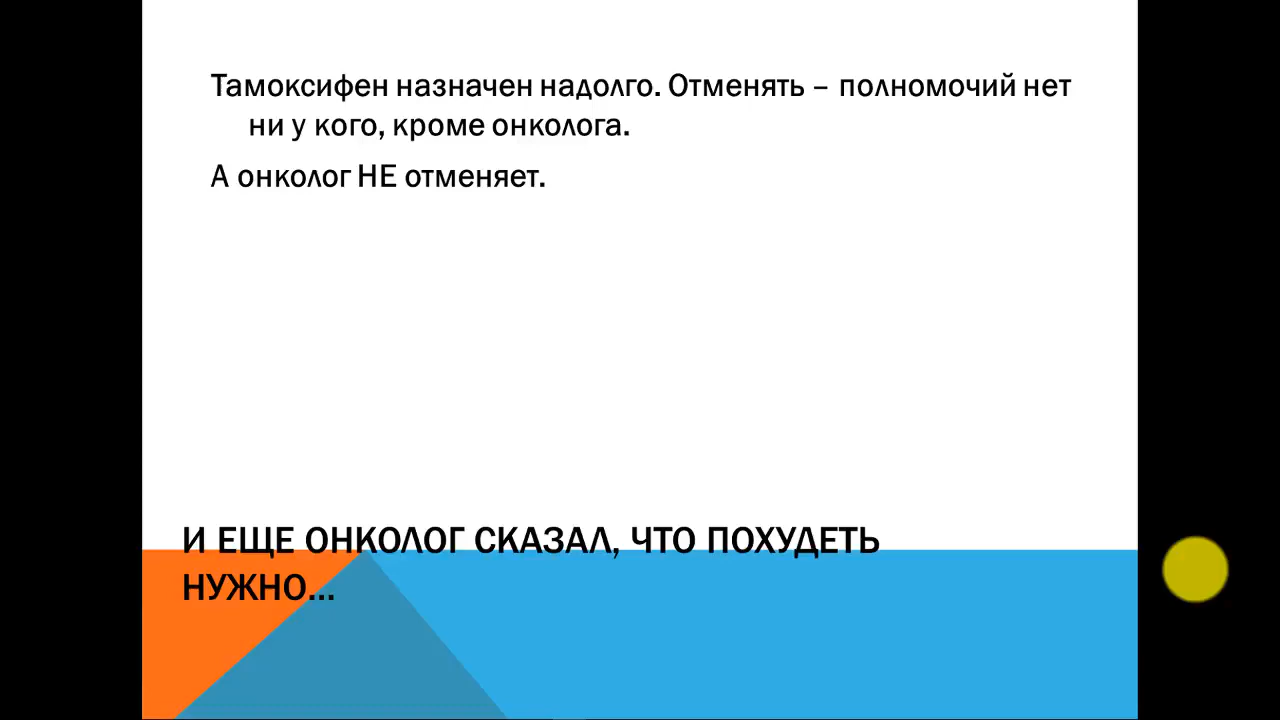 Тамоксифен назначен надолго. Отменять – полномочий нет
ни у кого, кроме онколога.
А онколог НЕ отменяет.
И ЕЩЕ ОНКОЛОГ СКАЗАЛ, ЧТО ПОХУДЕТЬ
НУЖНО…